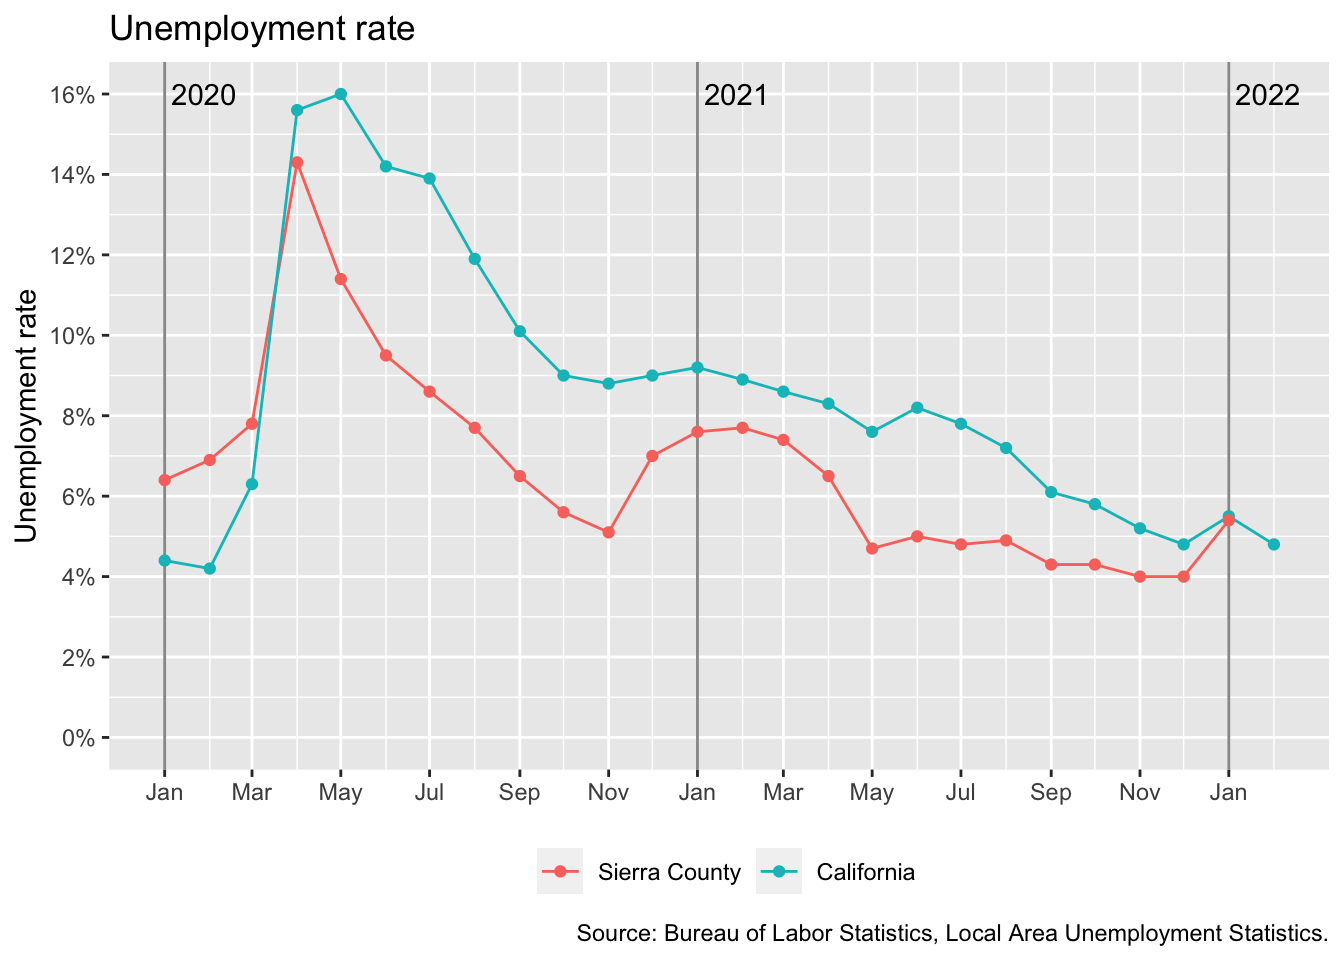 Unemployment rate
2020 2021 2022
16%
14%
12%
10%
8%
6%
4%
2%
0%
Unemployment rate
Jan Mar May Jul Sep Nov Jan Mar May Jul Sep Nov Jan
Sierra County California
Source: Bureau of Labor Statistics, Local Area Unemployment Statistics.